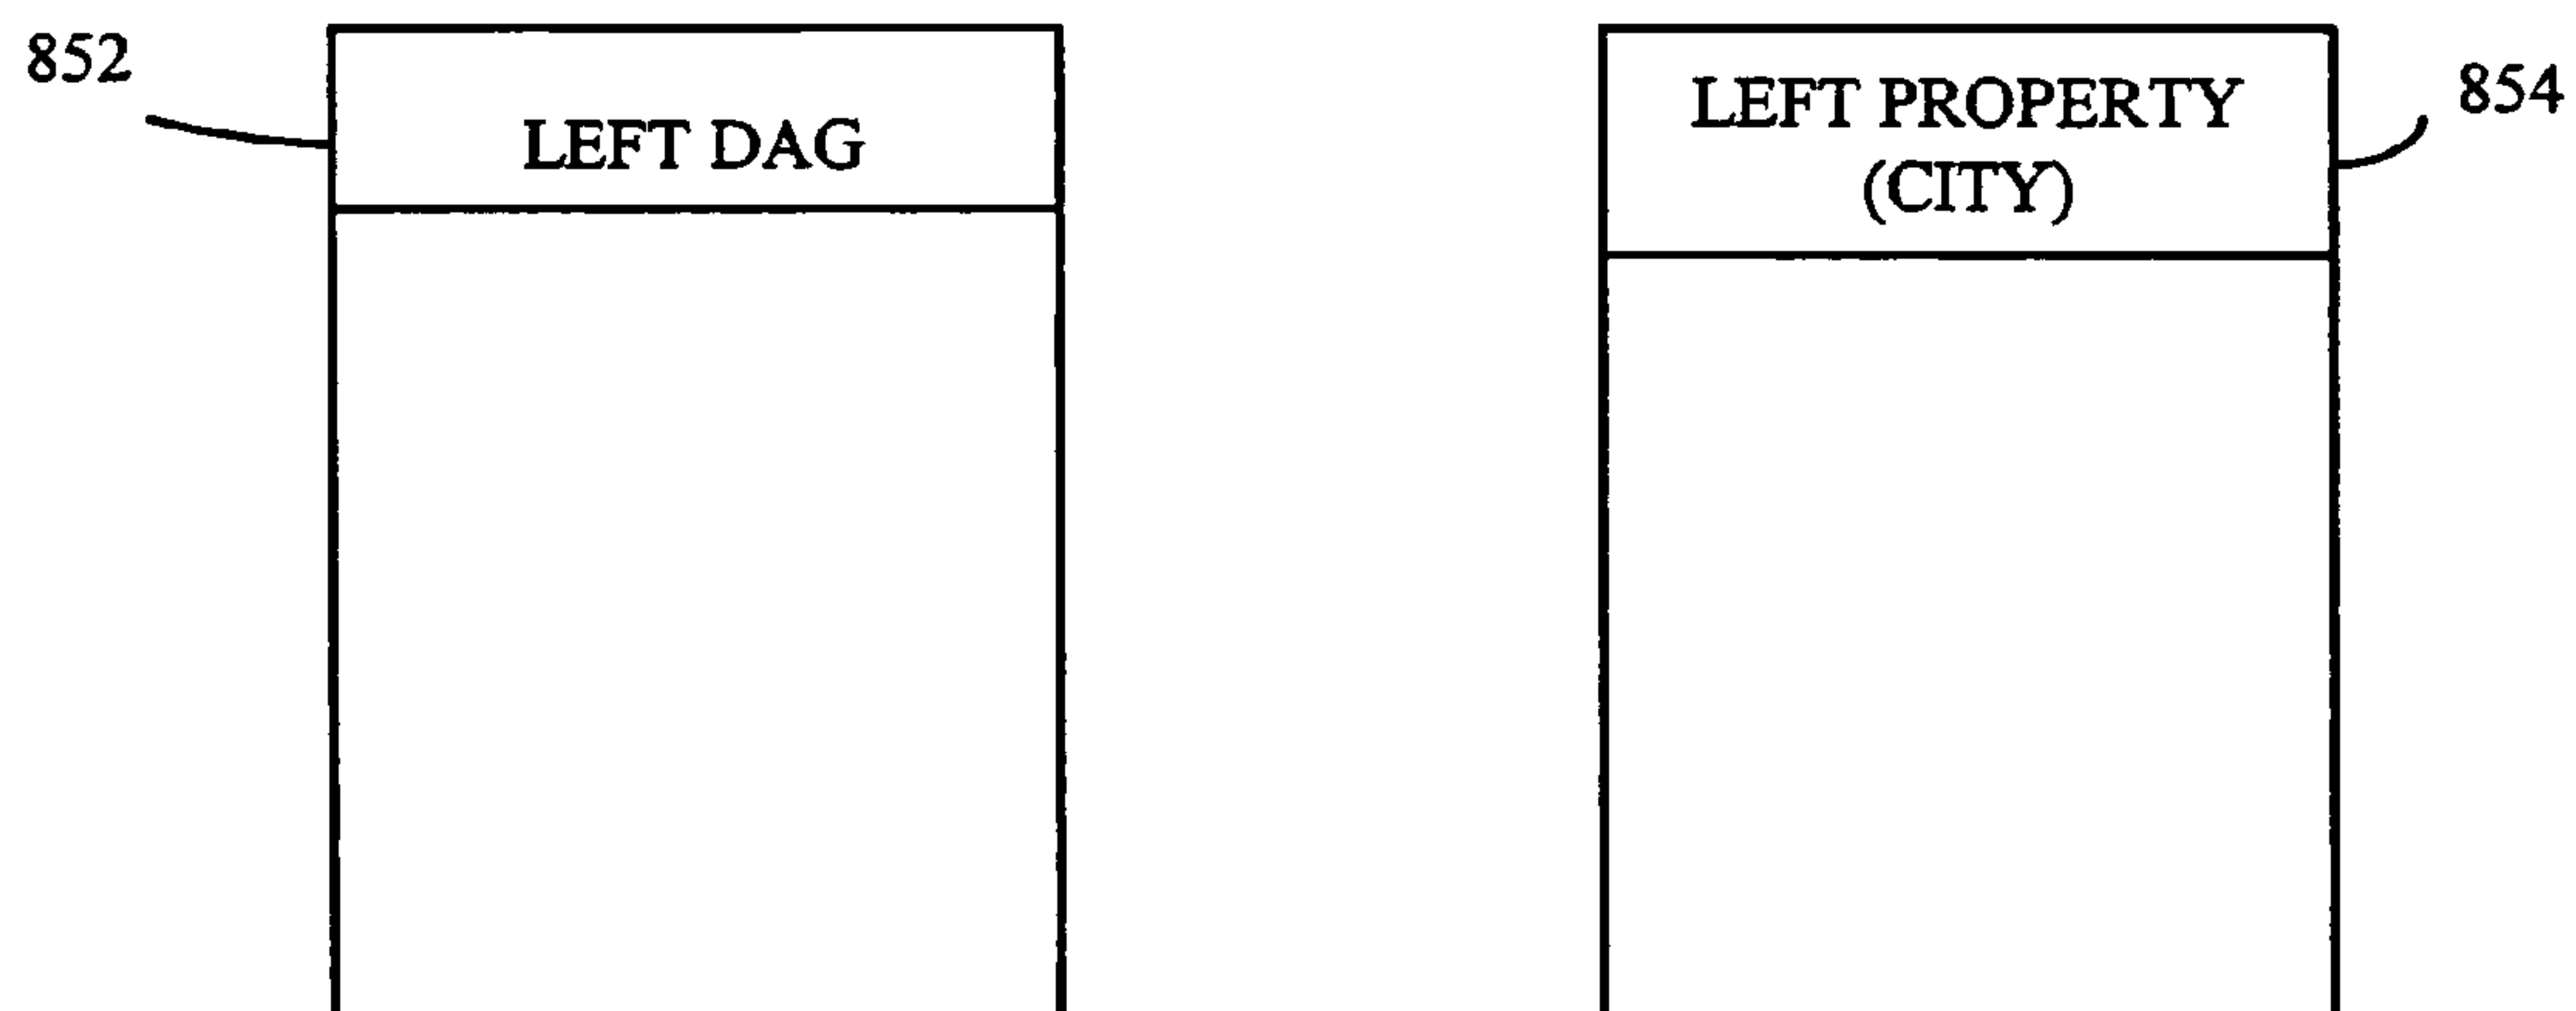 852
LEFT DAG
LEFT PROPERTY
(CITY)
854